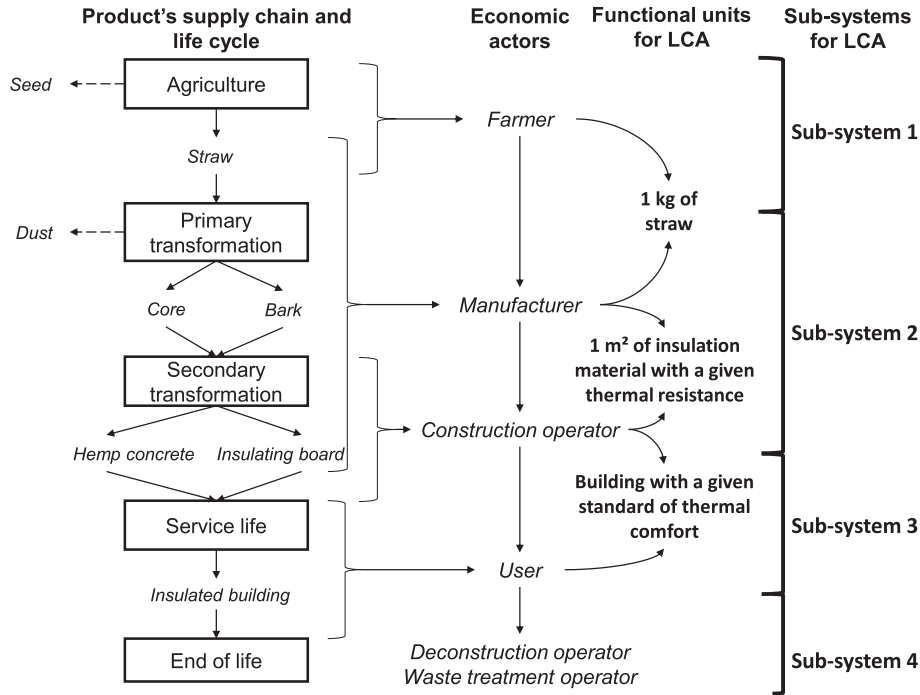 Product's supply chain and
life cycle
Economic
actors
Functional units
for LCA
Sub-systems
for LCA
Seed
Agriculture
Farmer
Sub-system 1
Straw
1 kg of
straw
Dust
Primary
transformation
Core
Bark
Manufacturer
Sub-system 2
1 m² of insulation
material with a given
thermal resistance
Secondary
transformation
Construction operator
Hemp concrete
Insulating board
Building with a given
standard of thermal
comfort
Service life
Sub-system 3
User
Insulated building
End of life
Deconstruction operator
Waste treatment operator
Sub-system 4